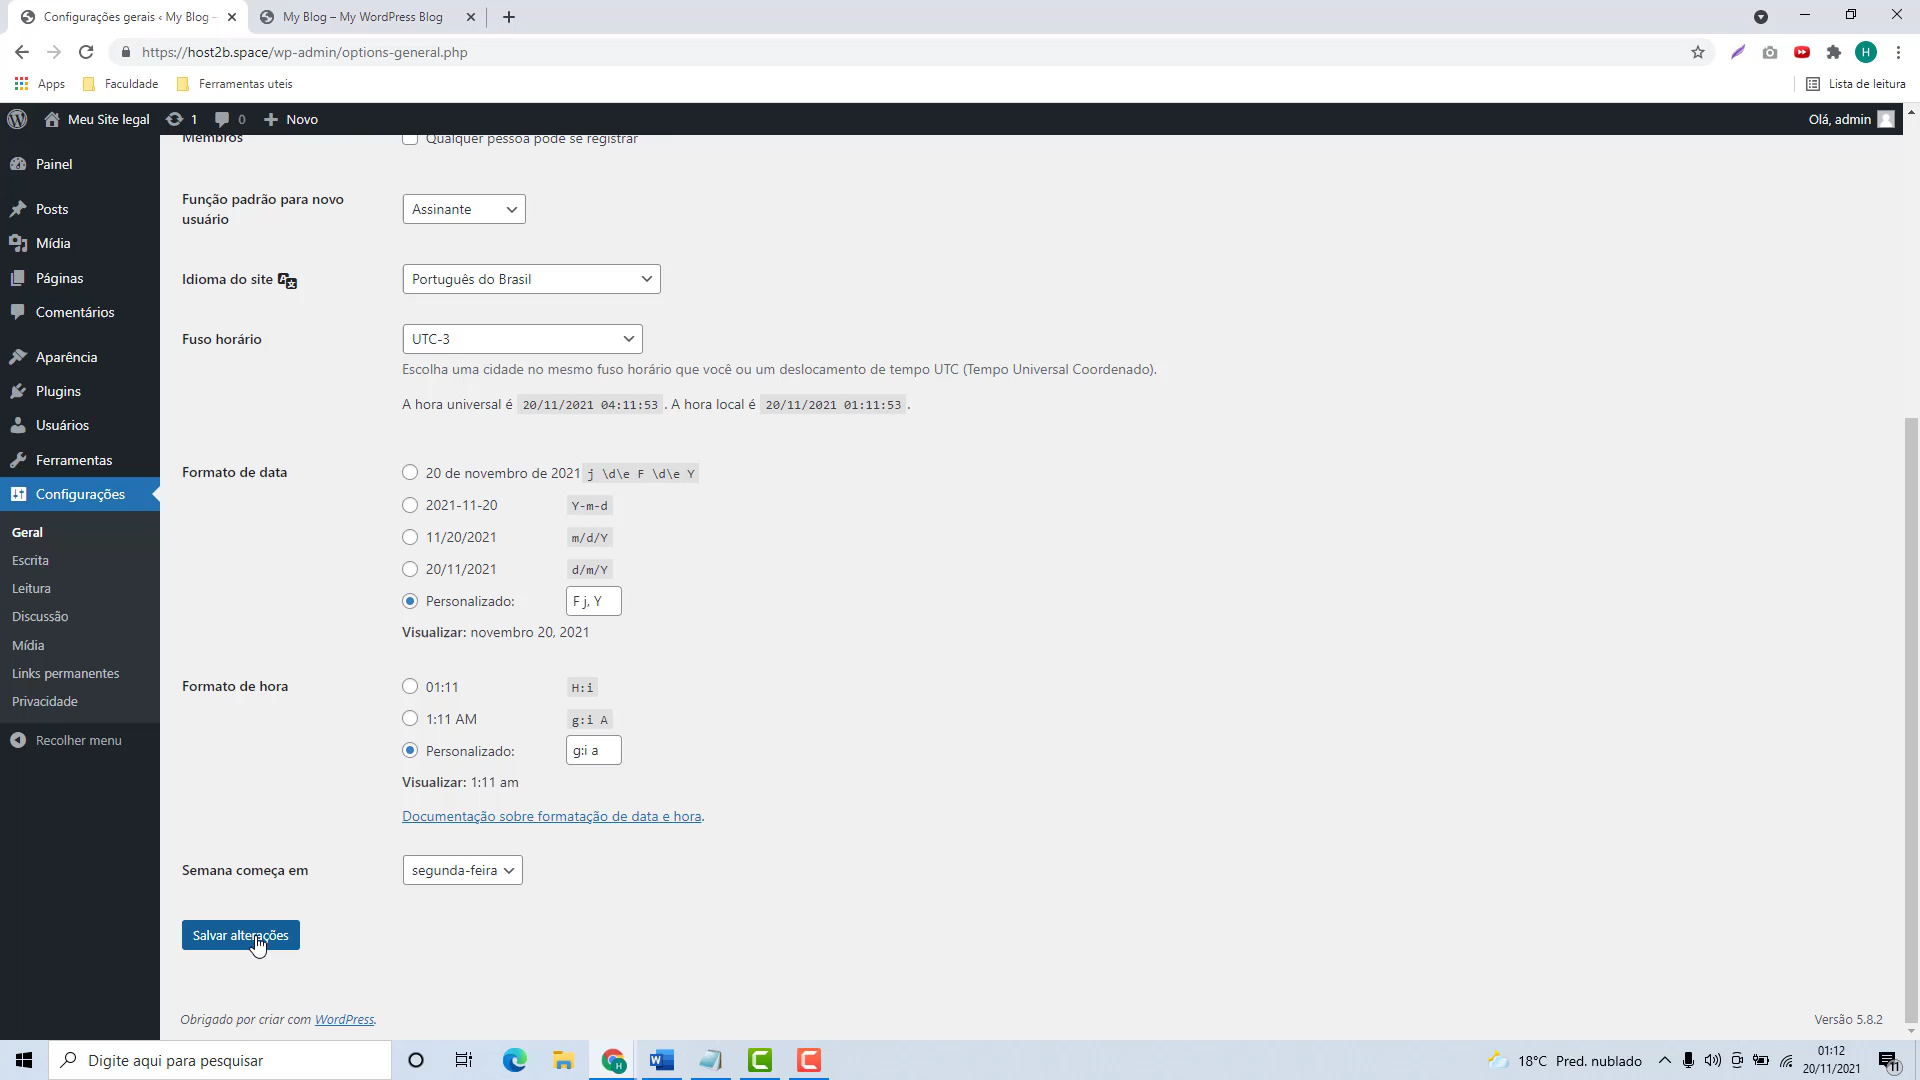 Configurações gerais ‹ My Blog –
My Blog – My WordPress Blog
https://host2b.space/wp-admin/options-general.php
H
Apps
Faculdade
Ferramentas uteis
Lista de leitura
Meu Site legal
1
0
Novo
Olá, admin
Painel
Posts
Mídia
Páginas
Comentários
Aparência
Plugins
Usuários
Ferramentas
Configurações
Geral
Escrita
Leitura
Discussão
Mídia
Links permanentes
Privacidade
Recolher menu
Membros
Qualquer pessoa pode se registrar
Função padrão para novo
usuário
Assinante
Idioma do site
Português do Brasil
Fuso horário
UTC-3
Escolha uma cidade no mesmo fuso horário que você ou um deslocamento de tempo UTC (Tempo Universal Coordenado).
A hora universal é 20/11/2021 04:11:53. A hora local é 20/11/2021 01:11:53.
Formato de data
20 de novembro de 2021 j \d\e F \d\e Y
2021-11-20 Y-m-d
11/20/2021 m/d/Y
20/11/2021 d/m/Y
Personalizado: F j, Y
Visualizar: novembro 20, 2021
Formato de hora
01:11 H:i
1:11 AM g:i A
Personalizado: g:i a
Visualizar: 1:11 am
Documentação sobre formatação de data e hora.
Semana começa em
segunda-feira
Salvar alterações
Obrigado por criar com WordPress.
Versão 5.8.2
Digite aqui para pesquisar
18°C Pred. nublado
01:12
20/11/2021
11